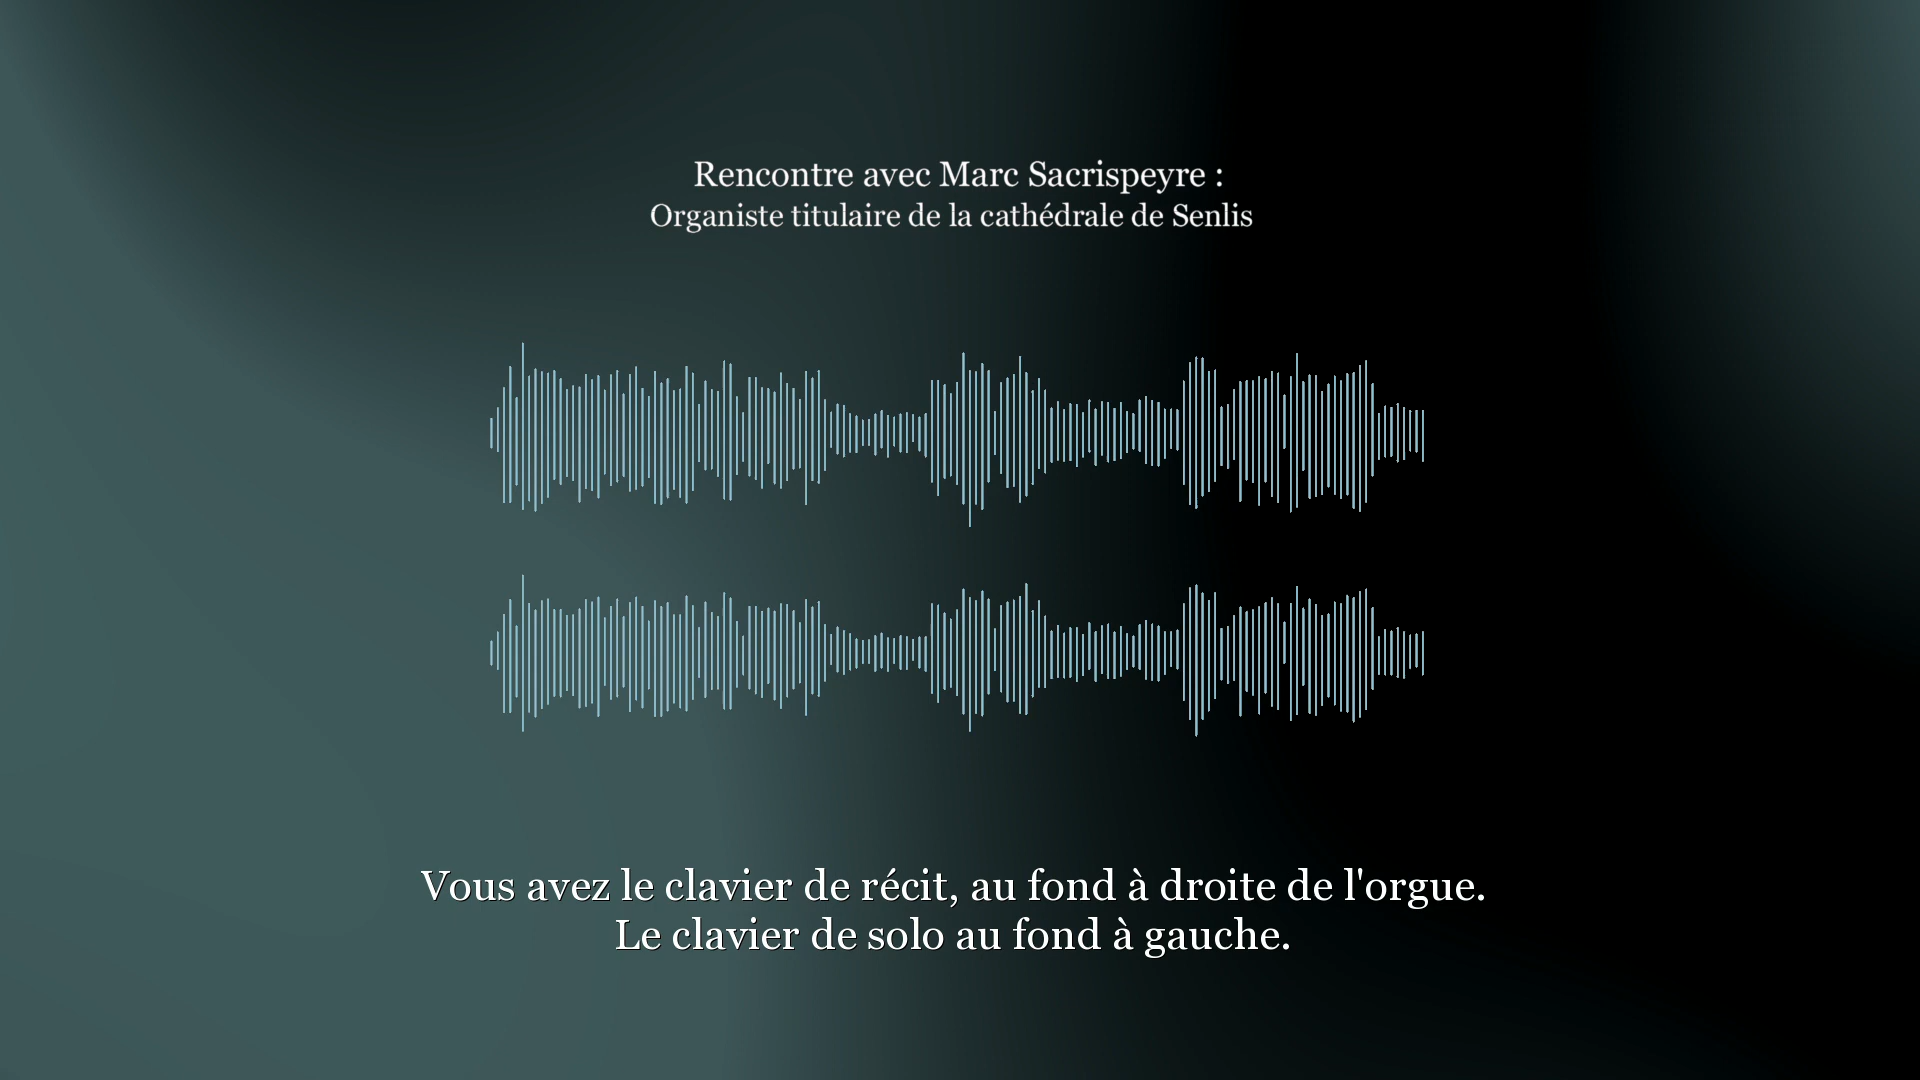 Rencontre avec Marc Sacrispeyre :
Organiste titulaire de la cathédrale de Senlis
Vous avez le clavier de récit, au fond à droite de l'orgue.
Le clavier de solo au fond à gauche.